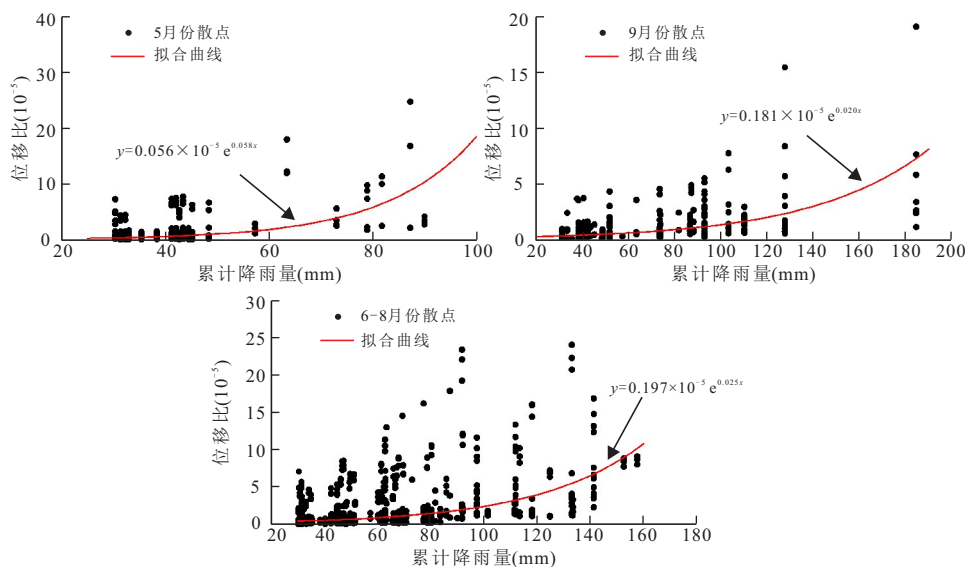 40
30
20
10
0
位移比(10⁻⁵)
5月份散点
拟合曲线
y=0.056×10⁻⁵ e^0.058x
20 40 60 80 100
累计降雨量(mm)
20
15
10
5
0
位移比(10⁻⁵)
9月份散点
拟合曲线
y=0.181×10⁻⁵ e^0.020x
20 40 60 80 100 120 140 160 180 200
累计降雨量(mm)
30
25
20
15
10
5
0
位移比(10⁻⁵)
6-8月份散点
拟合曲线
y=0.197×10⁻⁵ e^0.025x
20 40 60 80 100 120 140 160 180
累计降雨量(mm)